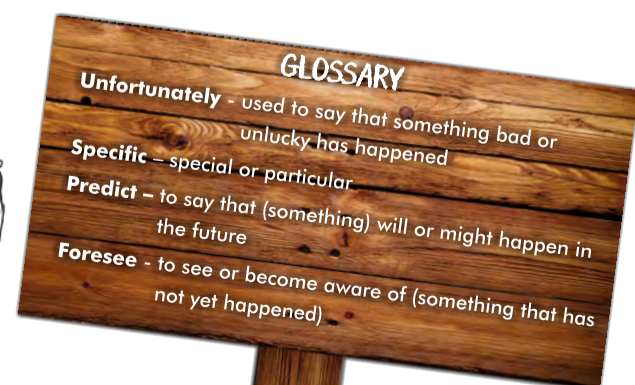 GLOSSARY
Unfortunately - used to say that something bad or
unlucky has happened
Specific – special or particular
Predict – to say that (something) will or might happen in
the future
Foresee - to see or become aware of (something that has
not yet happened)